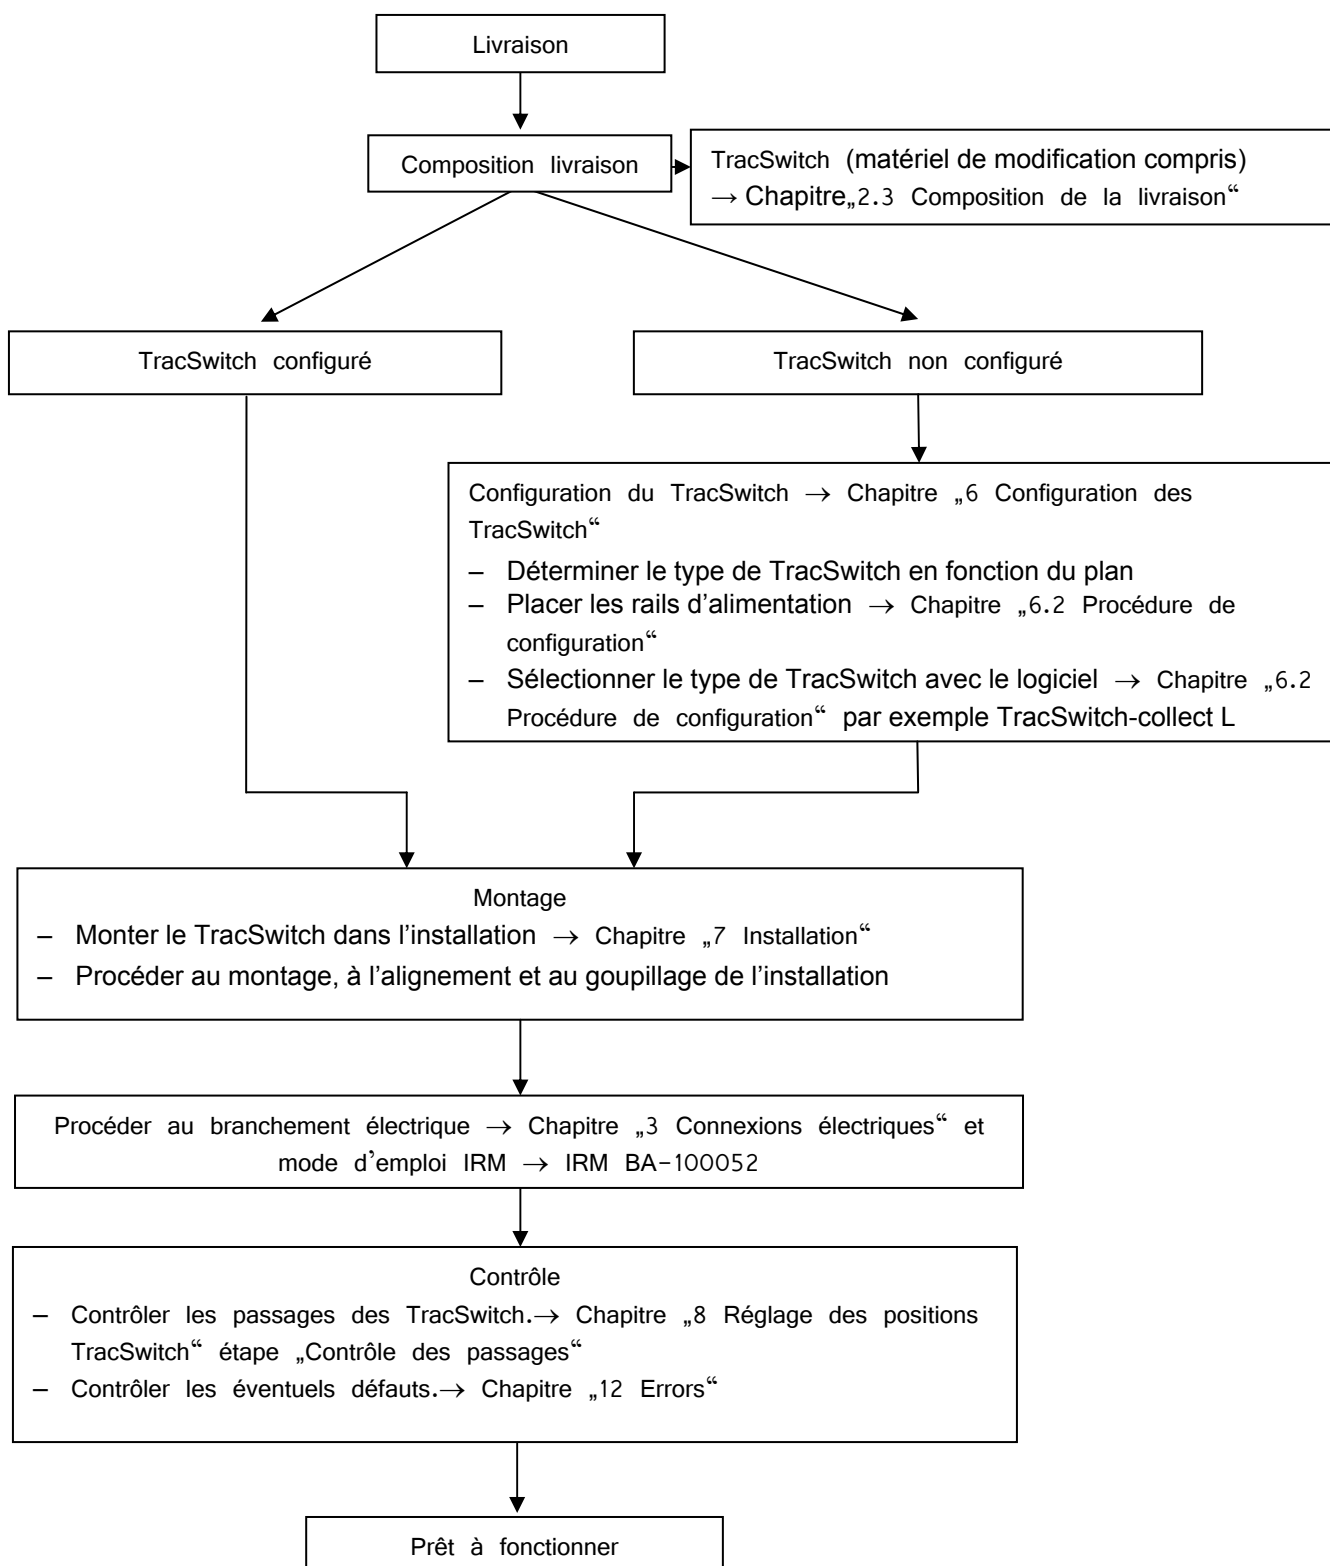 Livraison
Composition livraison
TracSwitch (matériel de modification compris)
→ Chapitre„2.3 Composition de la livraison“
TracSwitch configuré
TracSwitch non configuré
Configuration du TracSwitch → Chapitre „6 Configuration des
TracSwitch“
– Déterminer le type de TracSwitch en fonction du plan
– Placer les rails d’alimentation → Chapitre „6.2 Procédure de
configuration“
– Sélectionner le type de TracSwitch avec le logiciel → Chapitre „6.2
Procédure de configuration“ par exemple TracSwitch-collect L
Montage
– Monter le TracSwitch dans l’installation → Chapitre „7 Installation“
– Procéder au montage, à l’alignement et au goupillage de l’installation
Procéder au branchement électrique → Chapitre „3 Connexions électriques“ et
mode d’emploi IRM → IRM BA-100052
Contrôle
– Contrôler les passages des TracSwitch.→ Chapitre „8 Réglage des positions
TracSwitch“ étape „Contrôle des passages“
– Contrôler les éventuels défauts.→ Chapitre „12 Errors“
Prêt à fonctionner